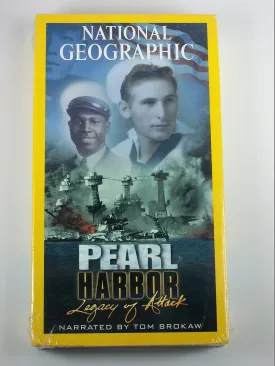 NATIONAL
GEOGRAPHIC
PEARL
HARBOR
Legacy of Attack
NARRATED BY TOM BROKAW